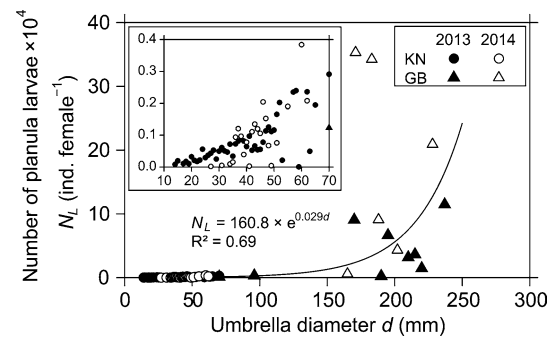 Number of planula larvae ×10⁴
N_L (ind. female⁻¹)
40
30
20
10
0
0.4
0.3
0.2
0.1
0.0
10 20 30 40 50 60 70
2013 2014
KN
GB
N_L = 160.8 × e^0.029d
R² = 0.69
0 50 100 150 200 250 300
Umbrella diameter d (mm)